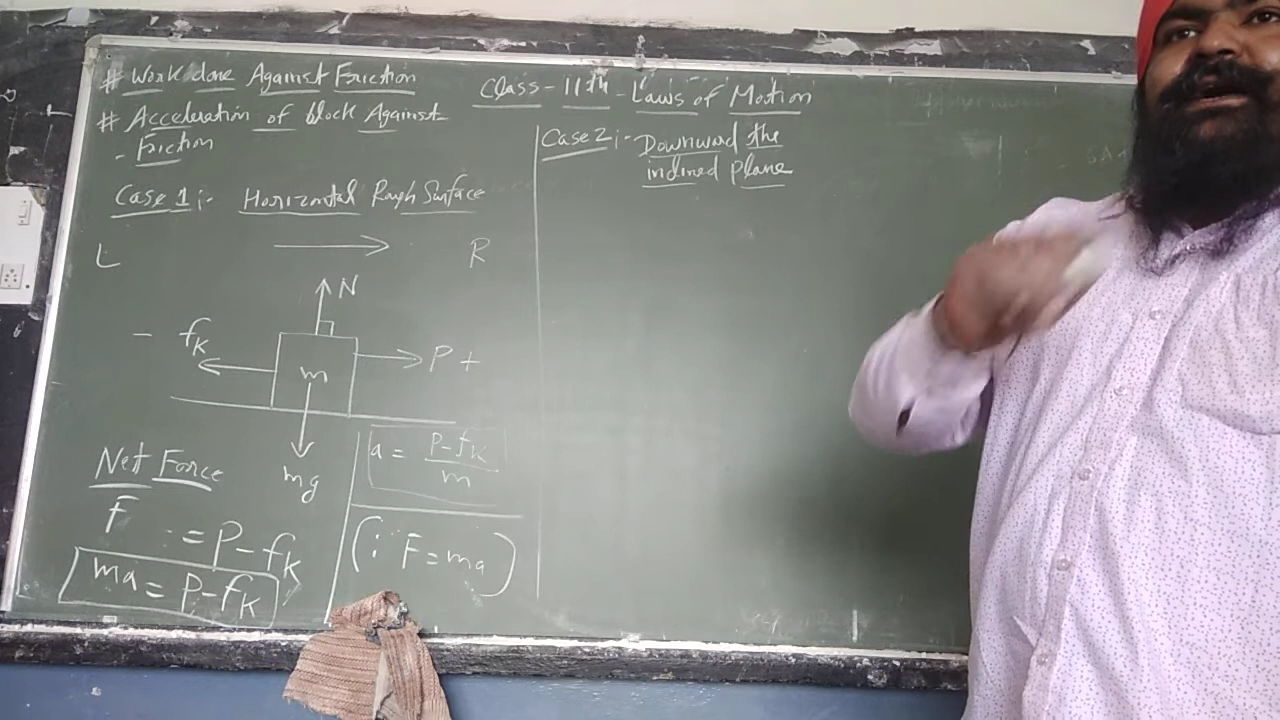 # Work done Against Friction
# Acceleration of block Against
- Friction
Case 1 :- Horizontal Rough Surface
L R
N
- fK P +
m
mg
Net Force
F = P - fK
ma = P - fK
a = P - fK / m
(∵ F = ma)
Class - 11th - Laws of Motion
Case 2 :- Downward the
inclined plane